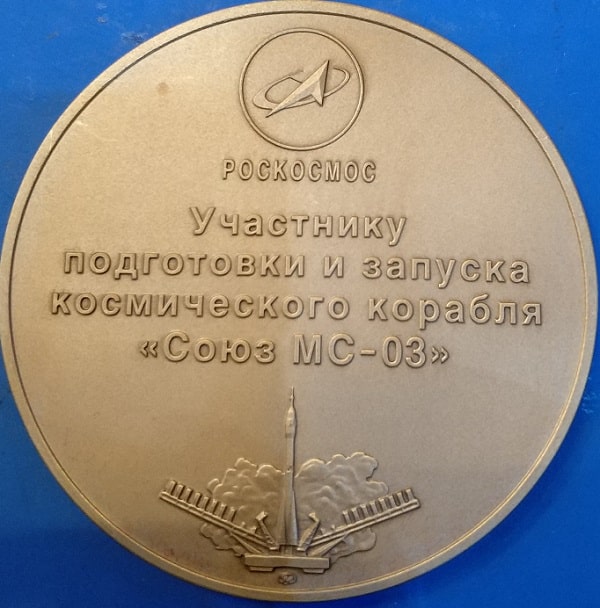 РОСКОСМОС
Участнику
подготовки и запуска
космического корабля
«Союз МС-03»